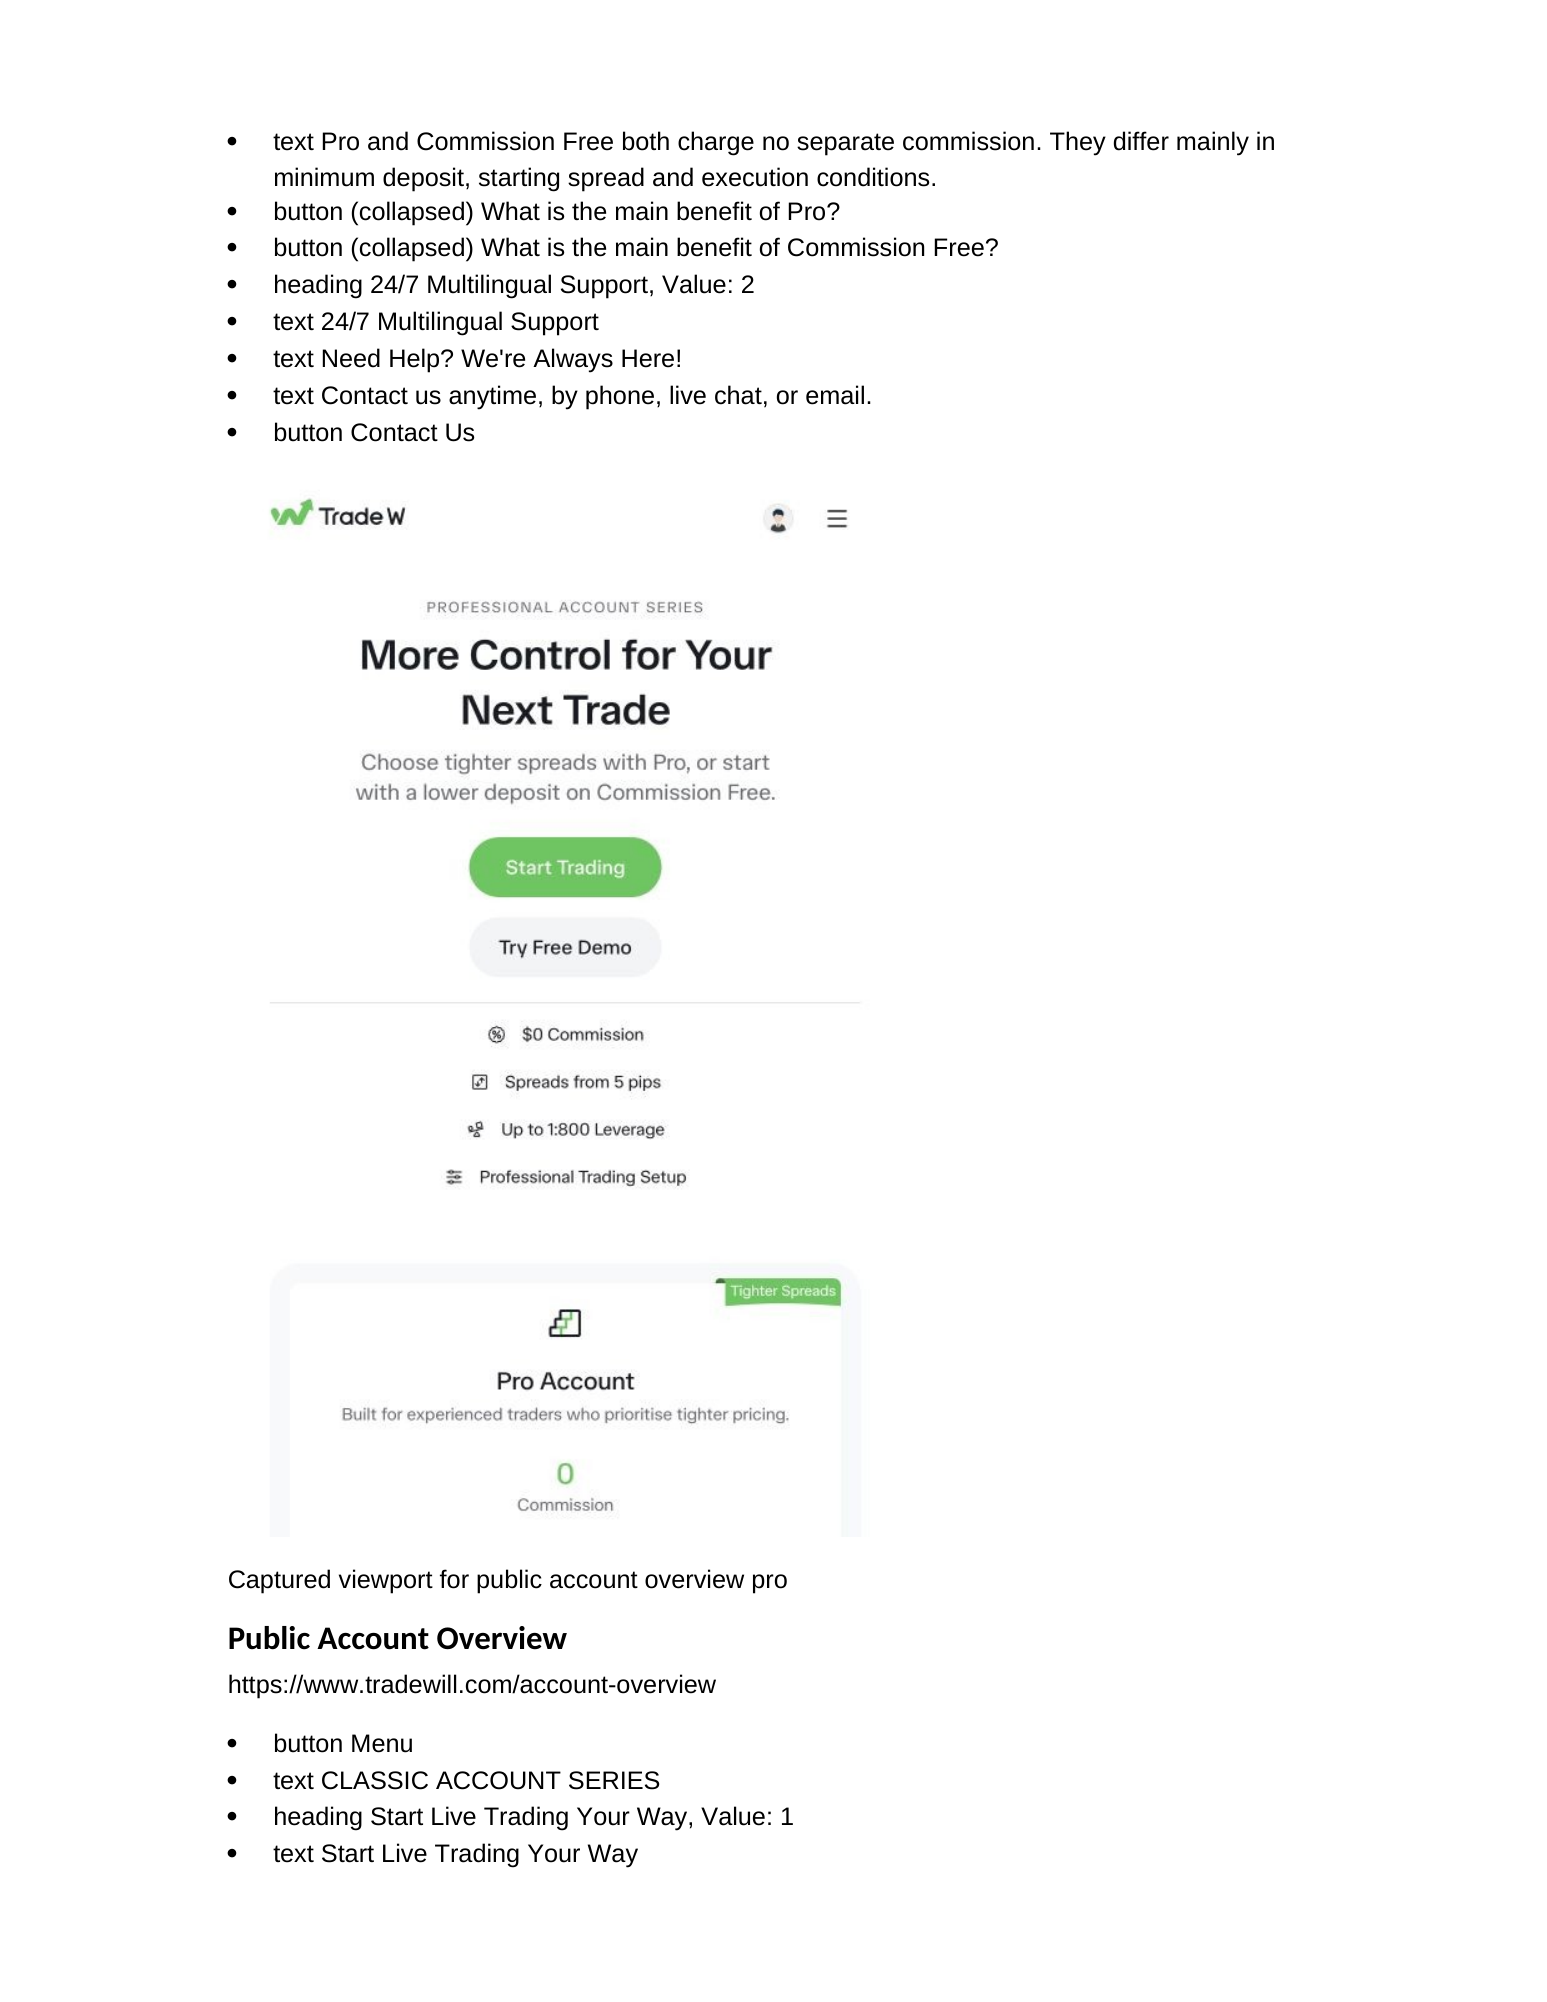 text Pro and Commission Free both charge no separate commission. They differ mainly in
minimum deposit, starting spread and execution conditions.
button (collapsed) What is the main benefit of Pro?
button (collapsed) What is the main benefit of Commission Free?
heading 24/7 Multilingual Support, Value: 2
text 24/7 Multilingual Support
text Need Help? We're Always Here!
text Contact us anytime, by phone, live chat, or email.
button Contact Us
Trade W
PROFESSIONAL ACCOUNT SERIES
More Control for Your
Next Trade
Choose tighter spreads with Pro, or start
with a lower deposit on Commission Free.
Start Trading
Try Free Demo
$0 Commission
Spreads from 5 pips
Up to 1:800 Leverage
Professional Trading Setup
Tighter Spreads
Pro Account
Built for experienced traders who prioritise tighter pricing.
0
Commission
Captured viewport for public account overview pro
Public Account Overview
https://www.tradewill.com/account-overview
button Menu
text CLASSIC ACCOUNT SERIES
heading Start Live Trading Your Way, Value: 1
text Start Live Trading Your Way